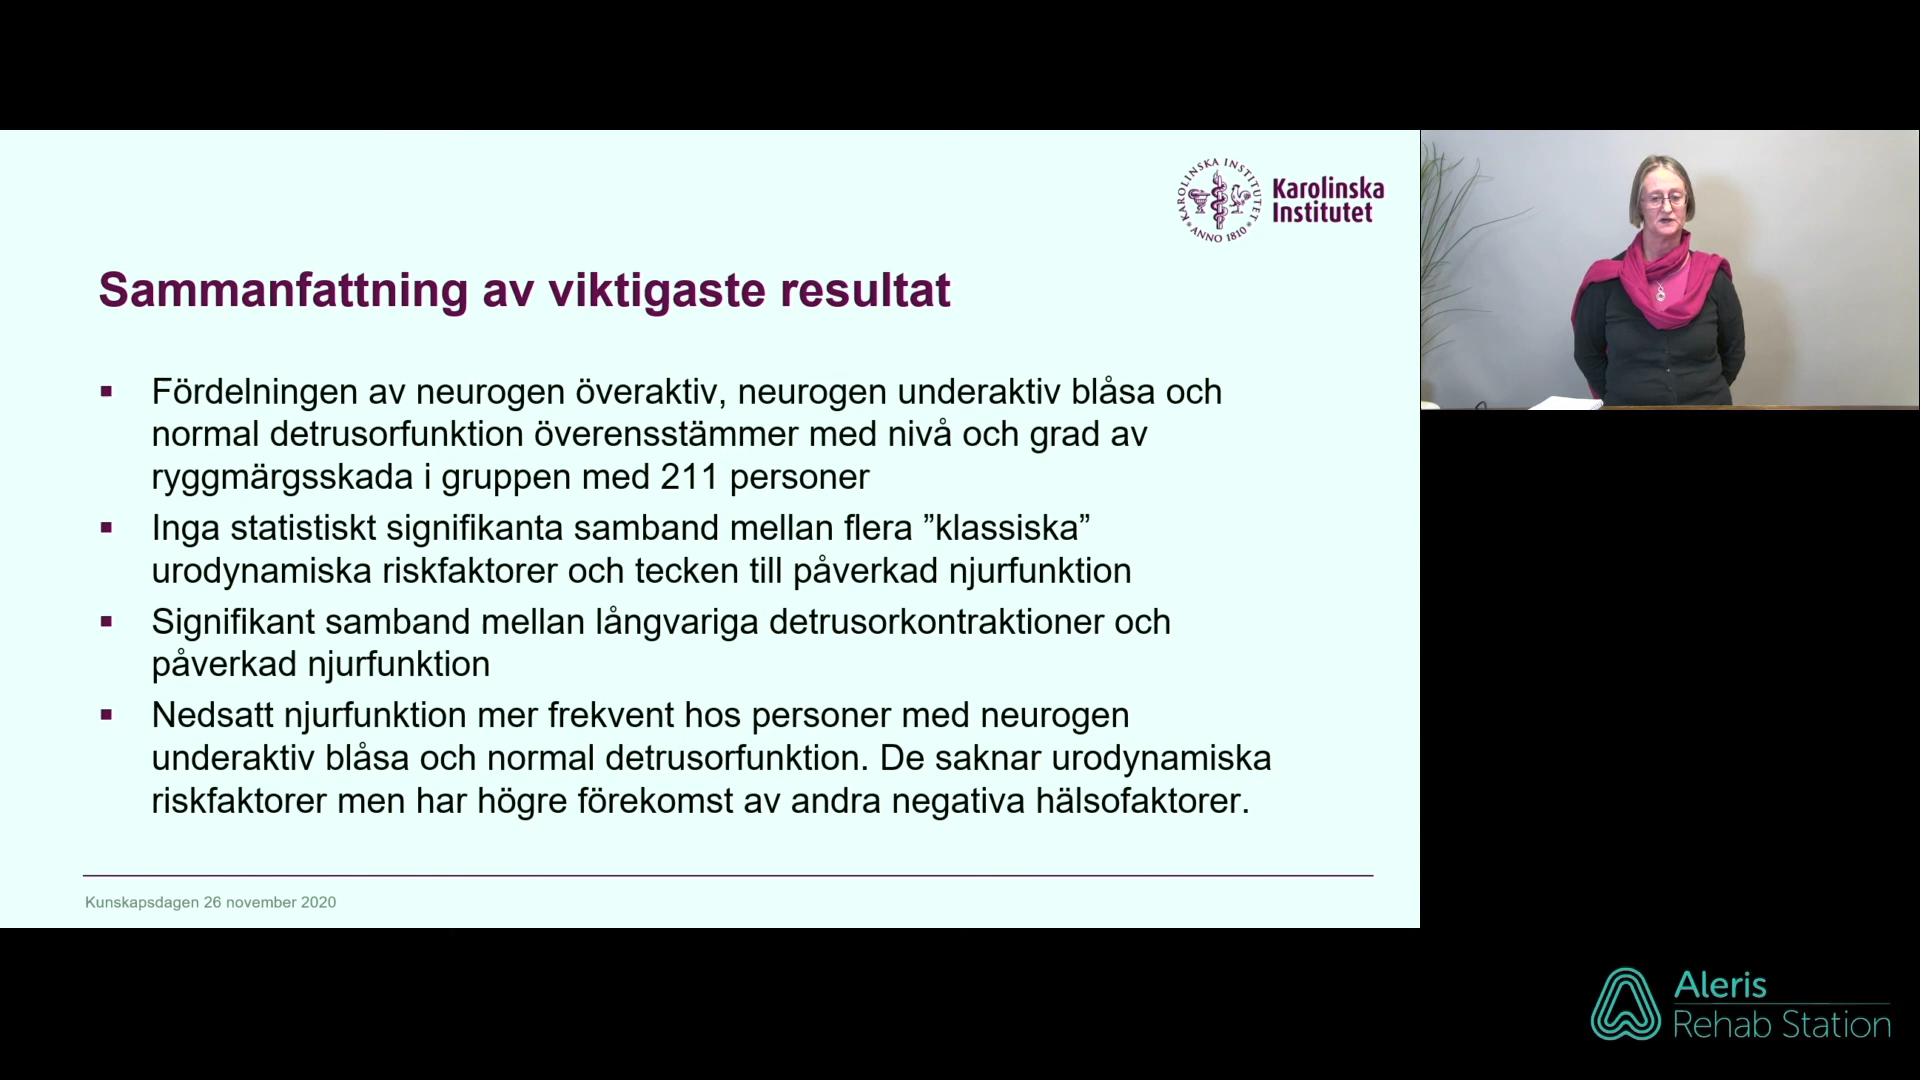 KAROLINSKA INSTITUTET
ANNO 1810
Karolinska
Institutet
Sammanfattning av viktigaste resultat
▪ Fördelningen av neurogen överaktiv, neurogen underaktiv blåsa och
normal detrusorfunktion överensstämmer med nivå och grad av
ryggmärgsskada i gruppen med 211 personer
▪ Inga statistiskt signifikanta samband mellan flera ”klassiska”
urodynamiska riskfaktorer och tecken till påverkad njurfunktion
▪ Signifikant samband mellan långvariga detrusorkontraktioner och
påverkad njurfunktion
▪ Nedsatt njurfunktion mer frekvent hos personer med neurogen
underaktiv blåsa och normal detrusorfunktion. De saknar urodynamiska
riskfaktorer men har högre förekomst av andra negativa hälsofaktorer.
Kunskapsdagen 26 november 2020
Aleris
Rehab Station